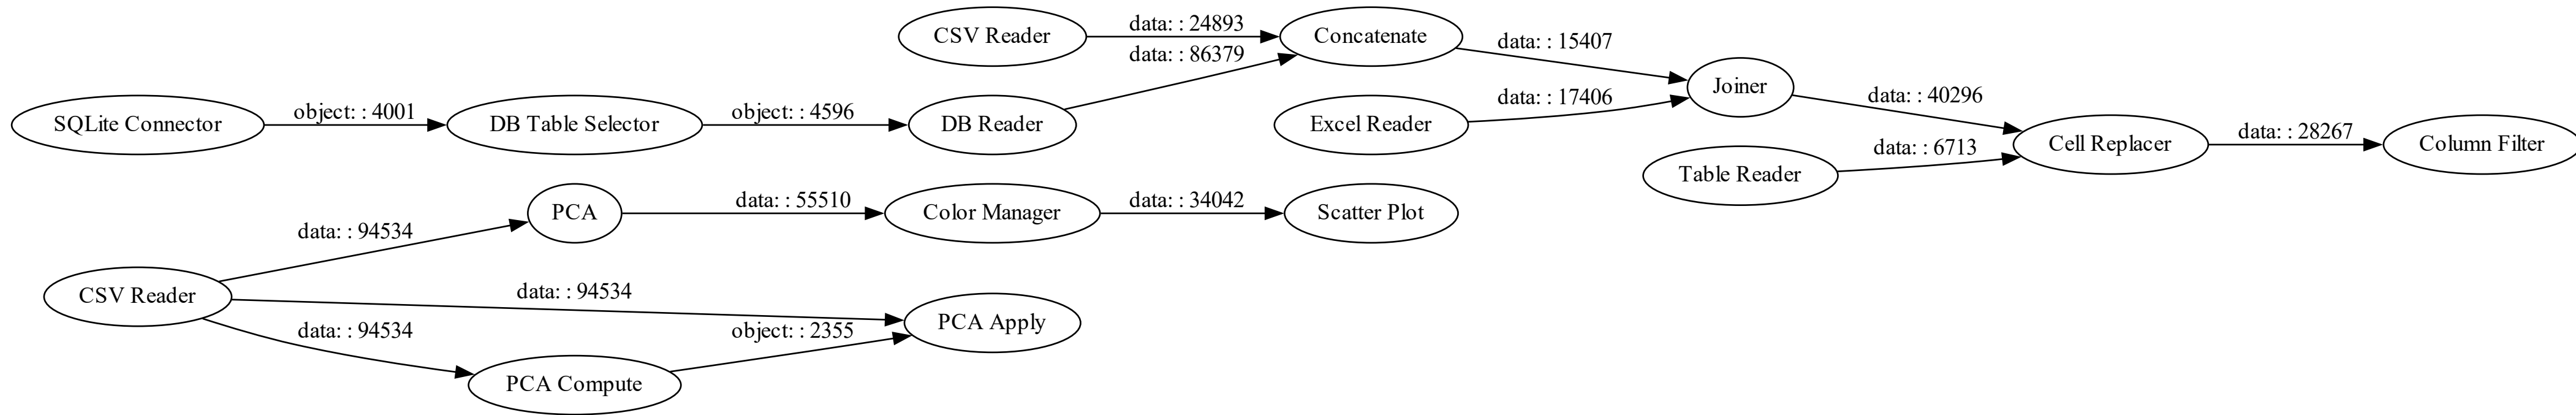 CSV Reader
data: : 24893
Concatenate
data: : 86379
data: : 15407
Joiner
SQLite Connector
object: : 4001
DB Table Selector
object: : 4596
DB Reader
Excel Reader
data: : 17406
data: : 40296
Cell Replacer
data: : 28267
Column Filter
Table Reader
data: : 6713
PCA
data: : 55510
Color Manager
data: : 34042
Scatter Plot
data: : 94534
CSV Reader
data: : 94534
PCA Apply
data: : 94534
object: : 2355
PCA Compute